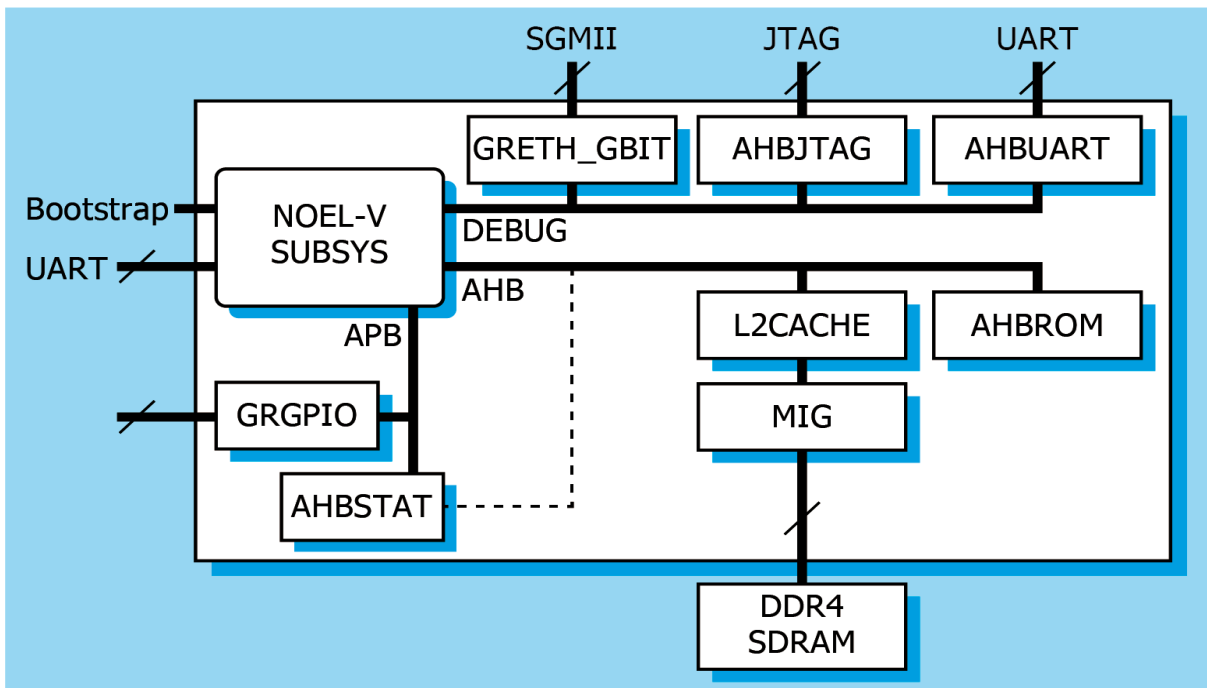 SGMII
JTAG
UART
GRETH_GBIT
AHBJTAG
AHBUART
Bootstrap
NOEL-V
SUBSYS
DEBUG
UART
AHB
APB
L2CACHE
AHBROM
GRGPIO
MIG
AHBSTAT
DDR4
SDRAM